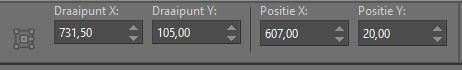 Draaipunt X: Draaipunt Y: Positie X: Positie Y:
731,50 105,00 607,00 20,00